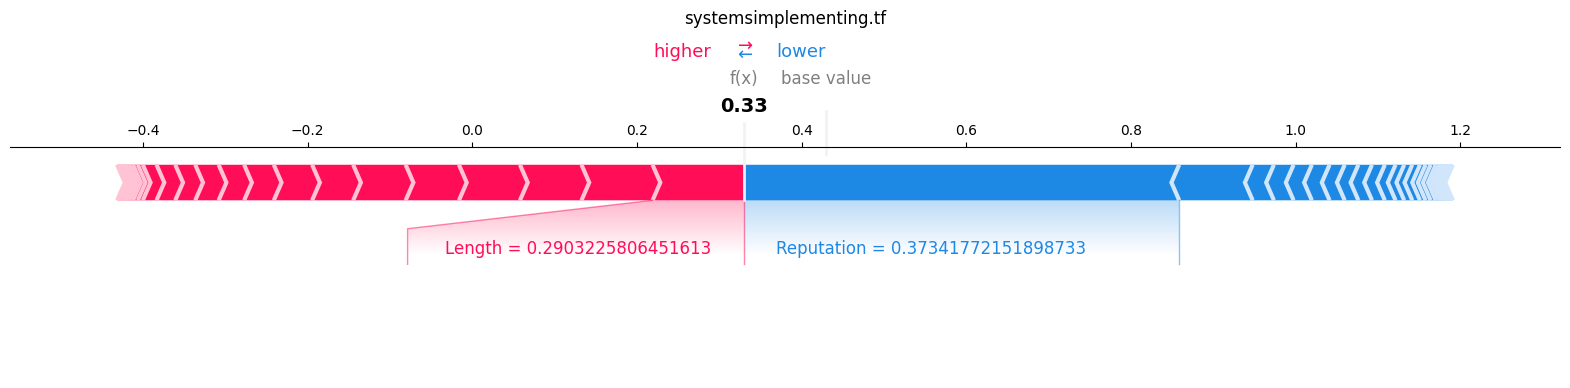 systemsimplementing.tf
higher ⇄ lower
f(x) base value
0.33
−0.4 −0.2 0.0 0.2 0.4 0.6 0.8 1.0 1.2
Length = 0.2903225806451613 Reputation = 0.37341772151898733